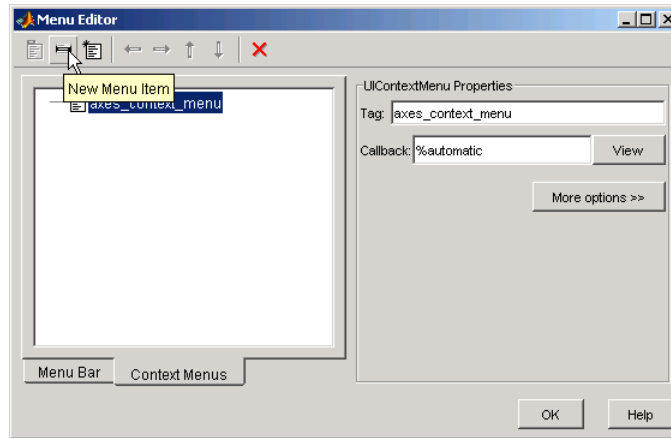 Menu Editor
New Menu Item
axes_context_menu
UIContextMenu Properties
Tag: axes_context_menu
Callback: %automatic View
More options >>
Menu Bar Context Menus
OK Help